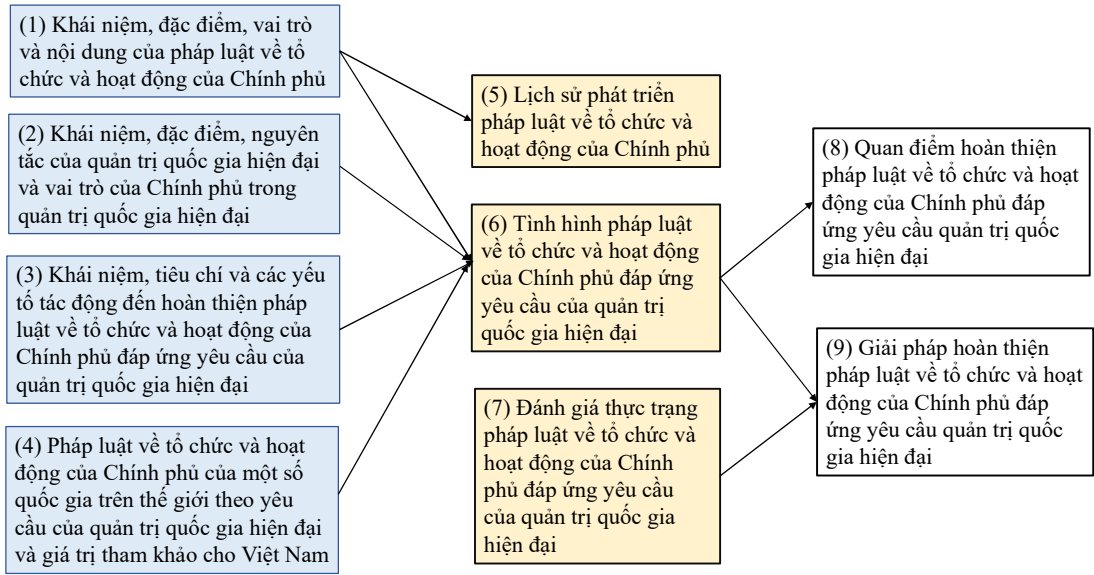 (1) Khái niệm, đặc điểm, vai trò
và nội dung của pháp luật về tổ
chức và hoạt động của Chính phủ
(2) Khái niệm, đặc điểm, nguyên
tắc của quản trị quốc gia hiện đại
và vai trò của Chính phủ trong
quản trị quốc gia hiện đại
(3) Khái niệm, tiêu chí và các yếu
tố tác động đến hoàn thiện pháp
luật về tổ chức và hoạt động của
Chính phủ đáp ứng yêu cầu của
quản trị quốc gia hiện đại
(4) Pháp luật về tổ chức và hoạt
động của Chính phủ của một số
quốc gia trên thế giới theo yêu
cầu của quản trị quốc gia hiện đại
và giá trị tham khảo cho Việt Nam
(5) Lịch sử phát triển
pháp luật về tổ chức và
hoạt động của Chính phủ
(6) Tình hình pháp luật
về tổ chức và hoạt động
của Chính phủ đáp ứng
yêu cầu của quản trị
quốc gia hiện đại
(7) Đánh giá thực trạng
pháp luật về tổ chức và
hoạt động của Chính
phủ đáp ứng yêu cầu
của quản trị quốc gia
hiện đại
(8) Quan điểm hoàn thiện
pháp luật về tổ chức và hoạt
động của Chính phủ đáp
ứng yêu cầu quản trị quốc
gia hiện đại
(9) Giải pháp hoàn thiện
pháp luật về tổ chức và hoạt
động của Chính phủ đáp
ứng yêu cầu quản trị quốc
gia hiện đại